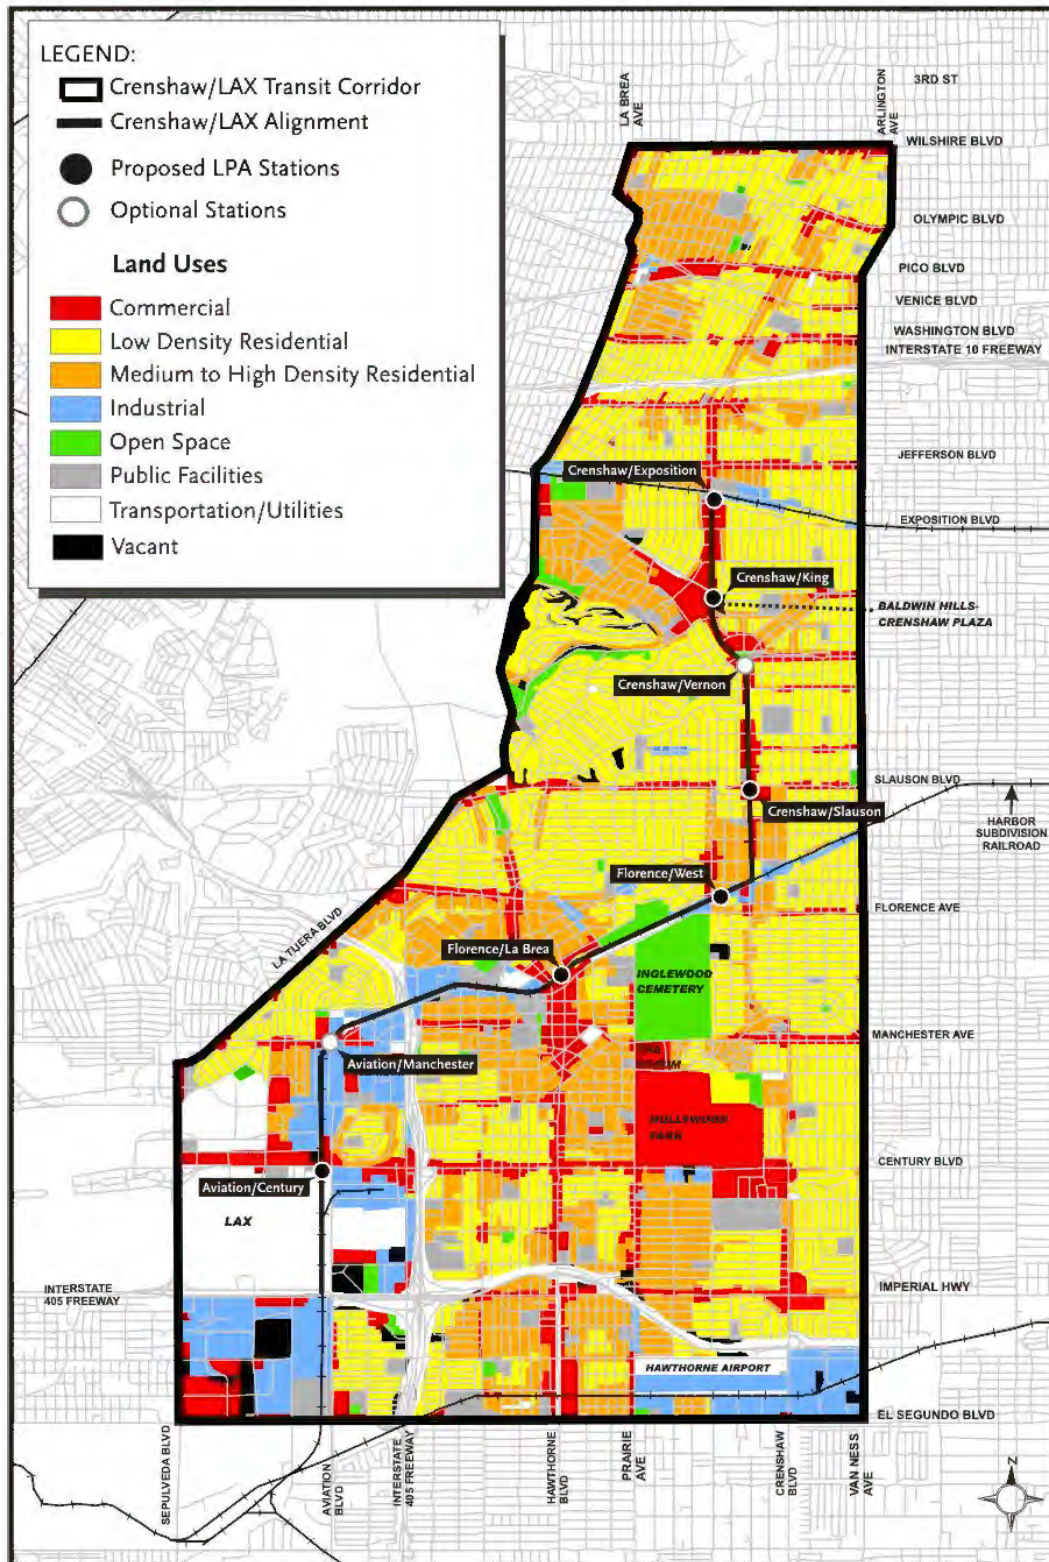 LEGEND:
Crenshaw/LAX Transit Corridor
Crenshaw/LAX Alignment
Proposed LPA Stations
Optional Stations
Land Uses
Commercial
Low Density Residential
Medium to High Density Residential
Industrial
Open Space
Public Facilities
Transportation/Utilities
Vacant
LA BREA
AVE
ARLINGTON
AVE
3RD ST
WILSHIRE BLVD
OLYMPIC BLVD
PICO BLVD
VENICE BLVD
WASHINGTON BLVD
INTERSTATE 10 FREEWAY
JEFFERSON BLVD
Crenshaw/Exposition
EXPOSITION BLVD
Crenshaw/King
BALDWIN HILLS-
CRENSHAW PLAZA
Crenshaw/Vernon
SLAUSON BLVD
Crenshaw/Slauson
HARBOR
SUBDIVISION
RAILROAD
Florence/West
FLORENCE AVE
LA TIJERA BLVD
Florence/La Brea
INGLEWOOD
CEMETERY
MANCHESTER AVE
Aviation/Manchester
HOLLYWOOD
PARK
CENTURY BLVD
Aviation/Century
LAX
INTERSTATE
405 FREEWAY
IMPERIAL HWY
HAWTHORNE AIRPORT
EL SEGUNDO BLVD
SEPULVEDA BLVD
AVIATION
BLVD
INTERSTATE
405 FREEWAY
HAWTHORNE
BLVD
PRAIRIE
AVE
CRENSHAW
BLVD
VAN NESS
AVE
N